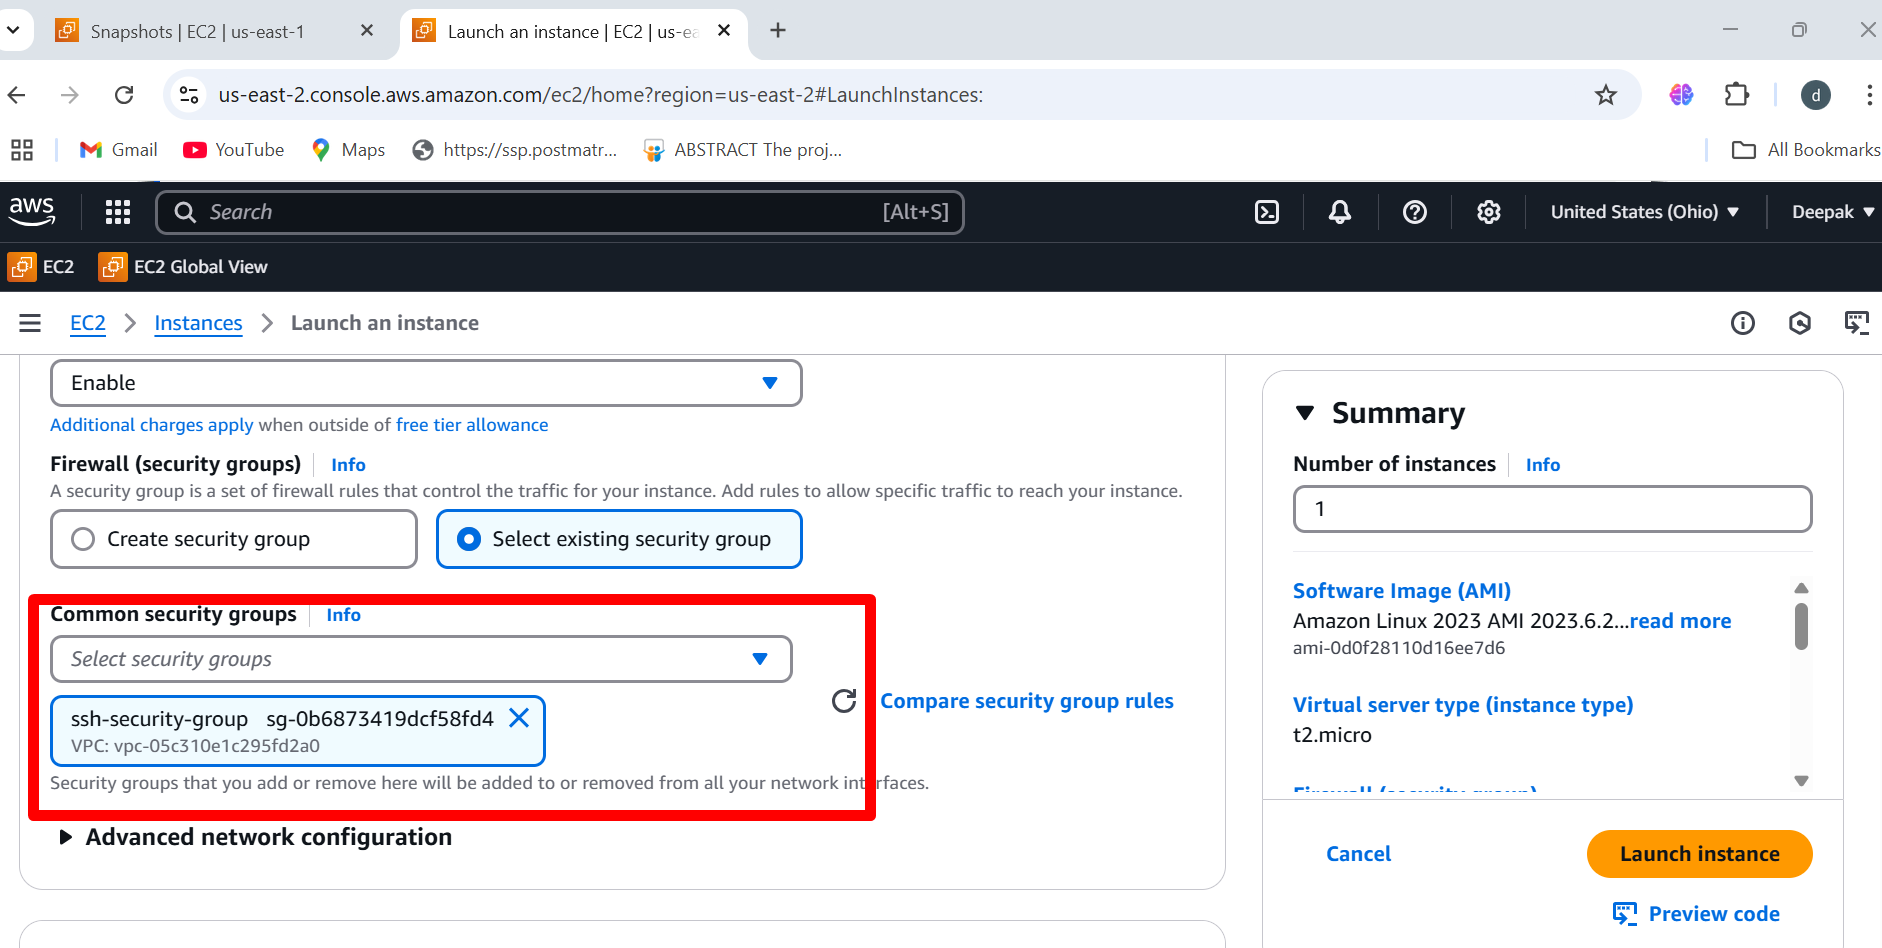 Snapshots | EC2 | us-east-1
Launch an instance | EC2 | us-ea
us-east-2.console.aws.amazon.com/ec2/home?region=us-east-2#LaunchInstances:
d
Gmail
YouTube
Maps
https://ssp.postmatr...
ABSTRACT The proj...
All Bookmarks
aws
Search
[Alt+S]
United States (Ohio)
Deepak
EC2
EC2 Global View
EC2
Instances
Launch an instance
Enable
Additional charges apply when outside of free tier allowance
Firewall (security groups)
Info
A security group is a set of firewall rules that control the traffic for your instance. Add rules to allow specific traffic to reach your instance.
Create security group
Select existing security group
Common security groups
Info
Select security groups
ssh-security-group sg-0b6873419dcf58fd4
VPC: vpc-05c310e1c295fd2a0
Compare security group rules
Security groups that you add or remove here will be added to or removed from all your network interfaces.
Advanced network configuration
Summary
Number of instances
Info
1
Software Image (AMI)
Amazon Linux 2023 AMI 2023.6.2...read more
ami-0d0f28110d16ee7d6
Virtual server type (instance type)
t2.micro
Firewall (security group)
Cancel
Launch instance
Preview code